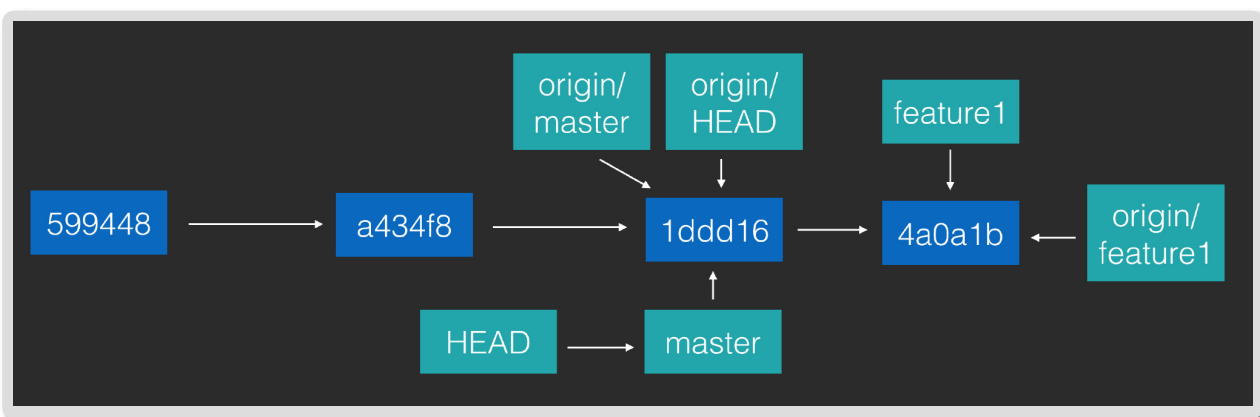 origin/
master
origin/
HEAD
feature1
599448
a434f8
1ddd16
4a0a1b
origin/
feature1
HEAD
master